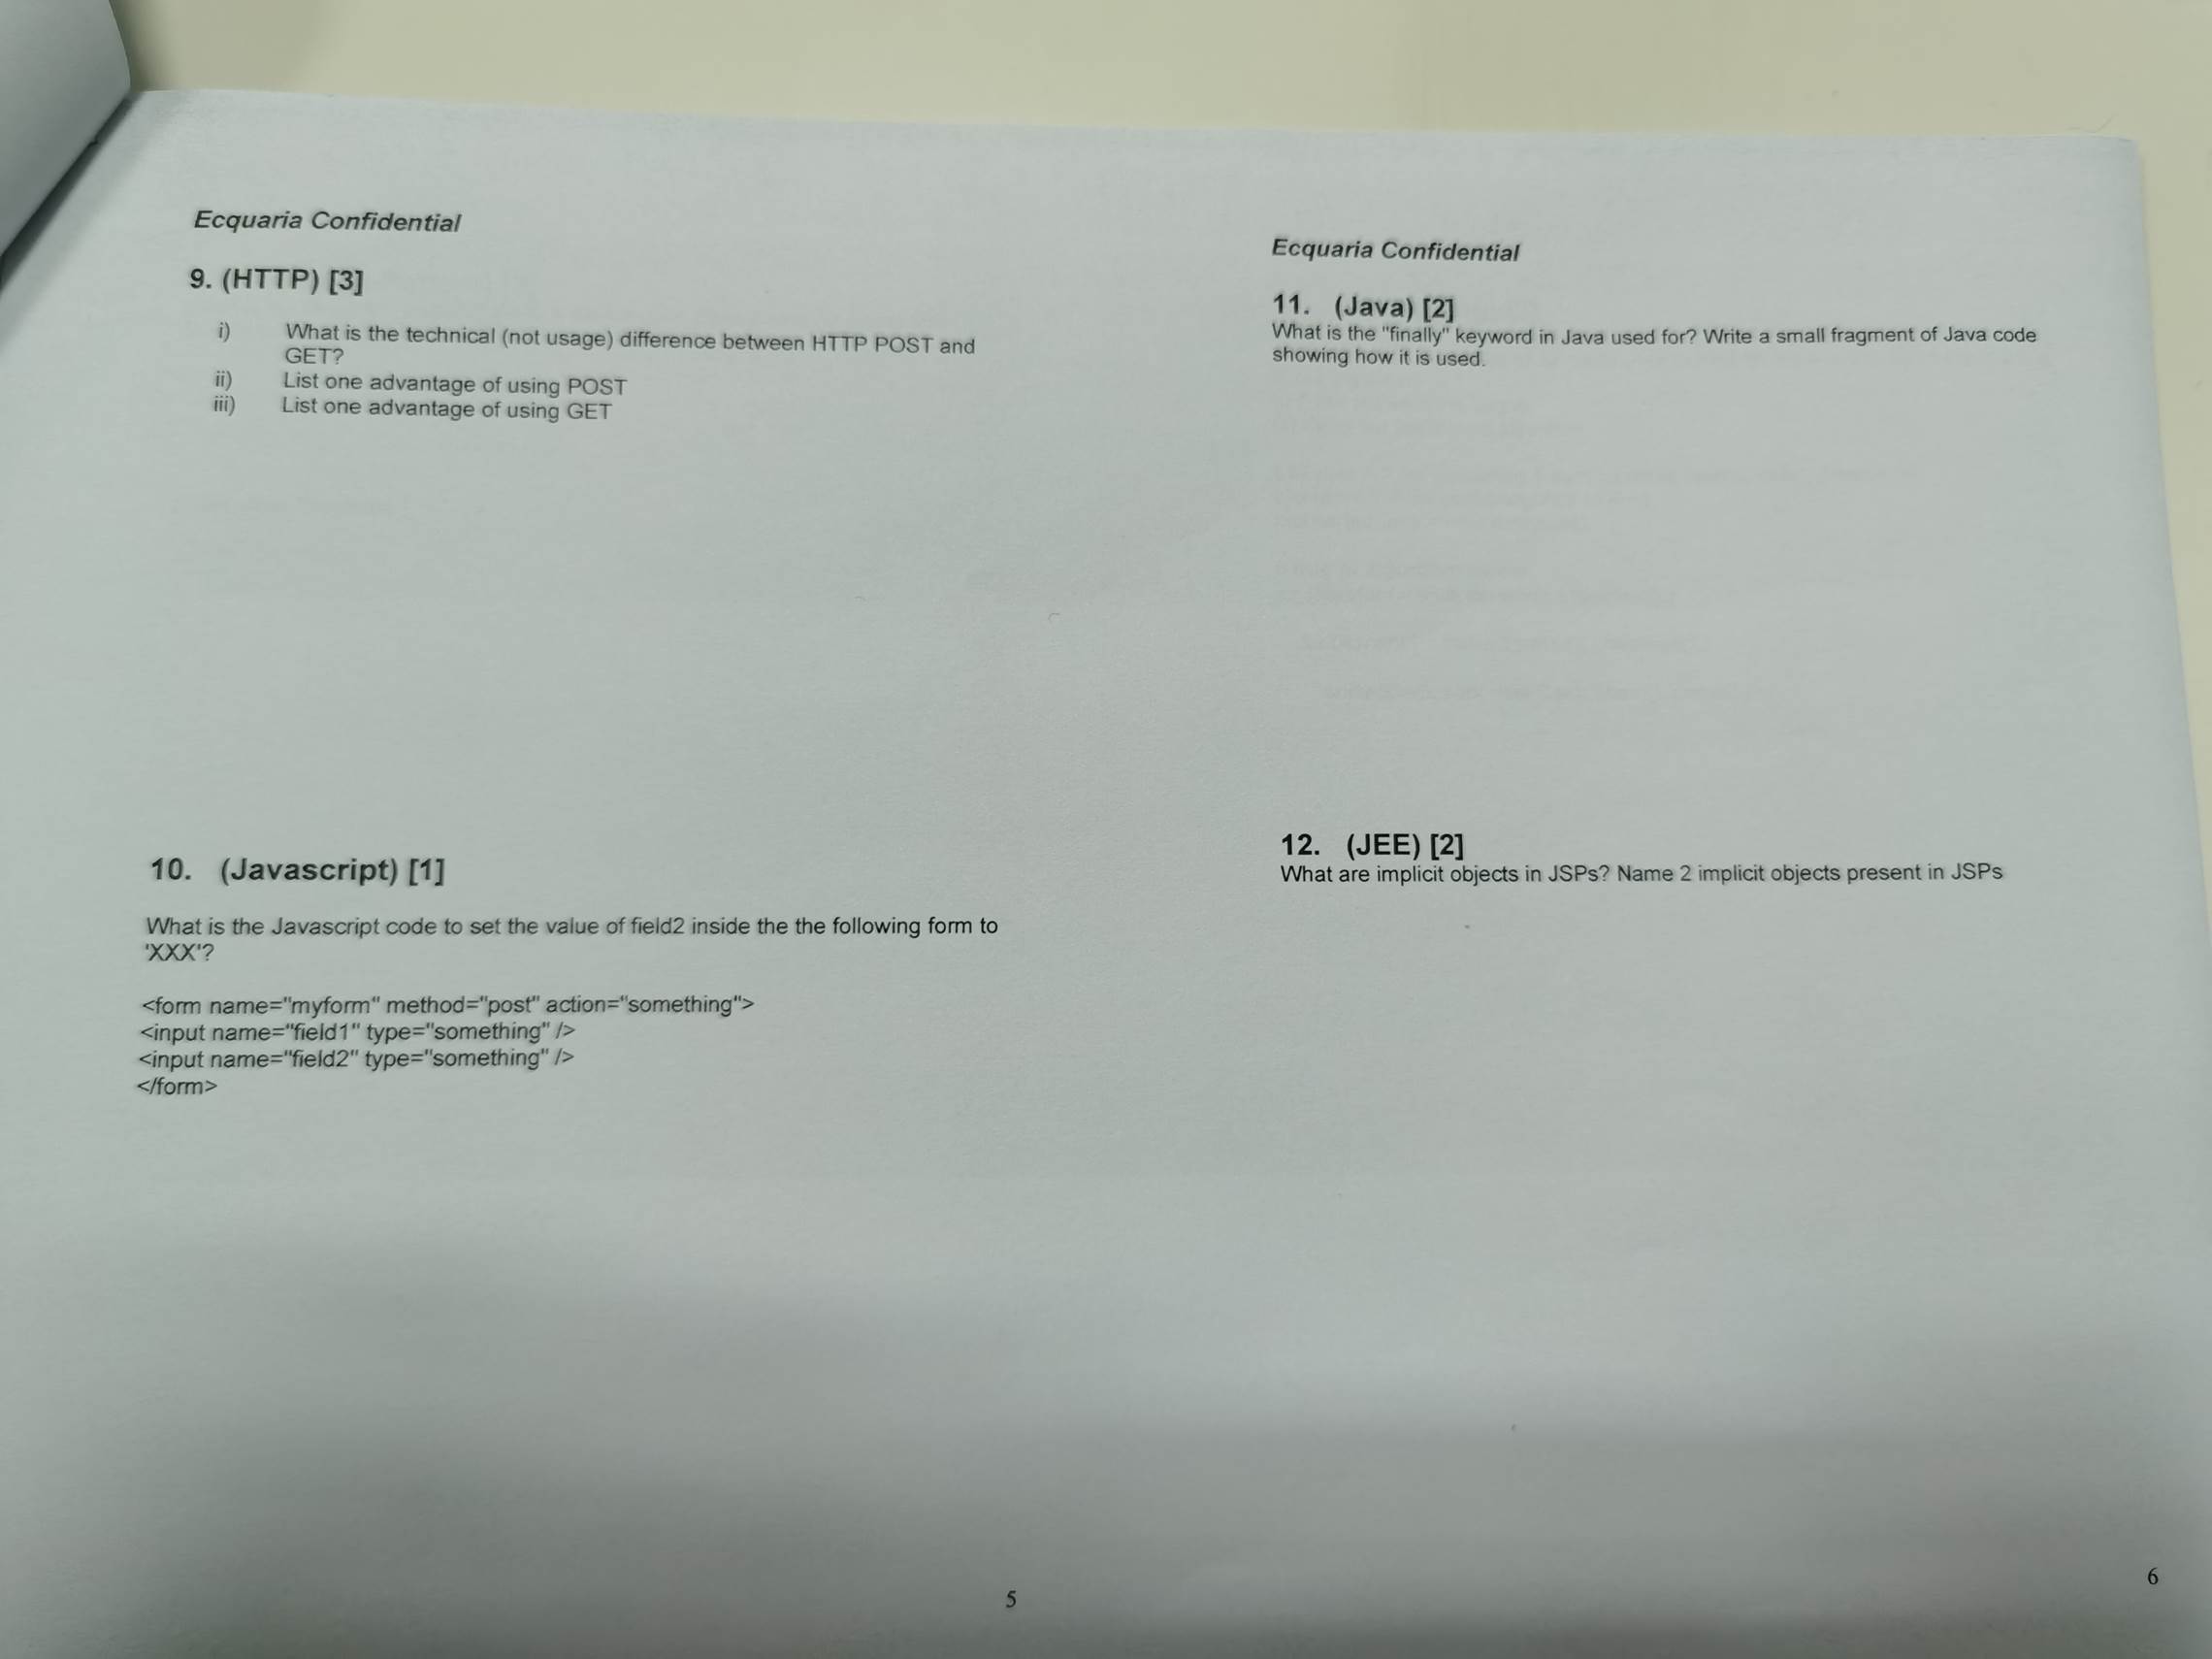 Ecquaria Confidential
9. (HTTP) [3]
i) What is the technical (not usage) difference between HTTP POST and
GET?
ii) List one advantage of using POST
iii) List one advantage of using GET
10. (Javascript) [1]
What is the Javascript code to set the value of field2 inside the the following form to
'XXX'?
<form name="myform" method="post" action="something">
<input name="field1" type="something" />
<input name="field2" type="something" />
</form>
5
Ecquaria Confidential
11. (Java) [2]
What is the "finally" keyword in Java used for? Write a small fragment of Java code
showing how it is used.
12. (JEE) [2]
What are implicit objects in JSPs? Name 2 implicit objects present in JSPs
6